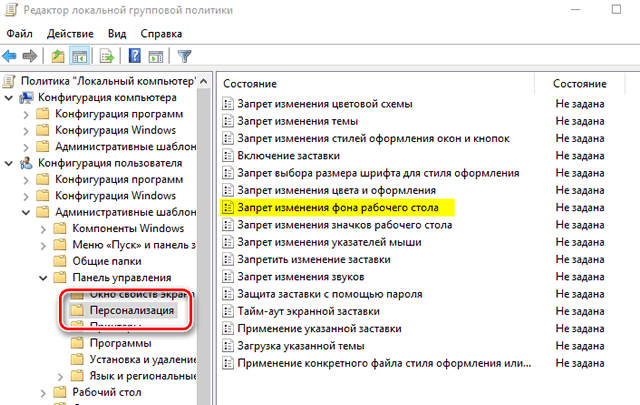 Редактор локальной групповой политики
Файл Действие Вид Справка
Политика "Локальный компьютер"
Конфигурация компьютера
Конфигурация программ
Конфигурация Windows
Административные шаблон
Конфигурация пользователя
Конфигурация программ
Конфигурация Windows
Административные шаблон
Компоненты Windows
Меню «Пуск» и панель з
Общие папки
Панель управления
Окно свойств экрана
Персонализация
Принтеры
Программы
Установка и удаление
Язык и региональные
Рабочий стол
Состояние Состояние
Запрет изменения цветовой схемы Не задана
Запрет изменения темы Не задана
Запрет изменения стилей оформления окон и кнопок Не задана
Включение заставки Не задана
Запрет выбора размера шрифта для стиля оформления Не задана
Запрет изменения цвета и оформления Не задана
Запрет изменения фона рабочего стола Не задана
Запрет изменения значков рабочего стола Не задана
Запрет изменения указателей мыши Не задана
Запретить изменение заставки Не задана
Запрет изменения звуков Не задана
Защита заставки с помощью пароля Не задана
Тайм-аут экранной заставки Не задана
Применение указанной заставки Не задана
Загрузка указанной темы Не задана
Применение конкретного файла стиля оформления или... Не задана